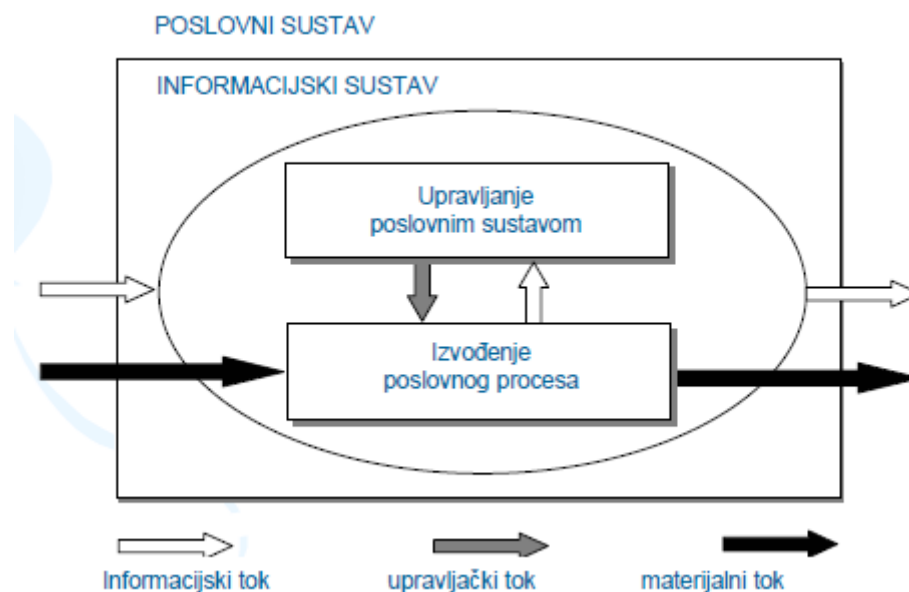 POSLOVNI SUSTAV
INFORMACIJSKI SUSTAV
Upravljanje
poslovnim sustavom
Izvođenje
poslovnog procesa
Informacijski tok
upravljački tok
materijalni tok